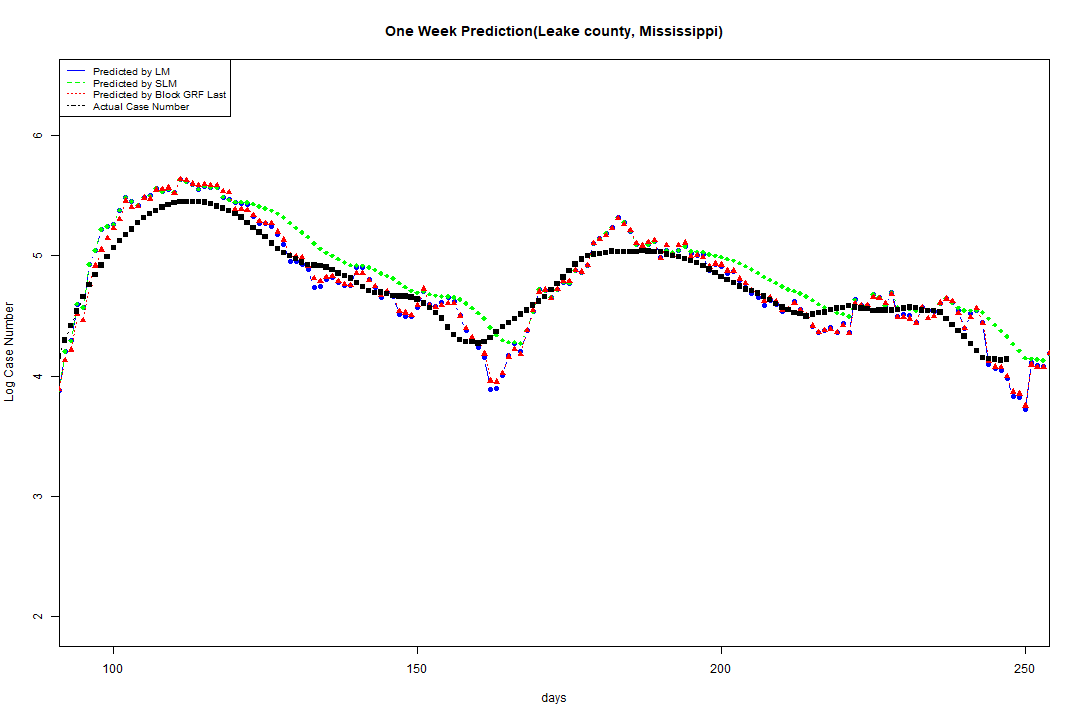 One Week Prediction(Leake county, Mississippi)
Predicted by LM
Predicted by SLM
Predicted by Block GRF Last
Actual Case Number
6
5
4
3
2
Log Case Number
100 150 200 250
days